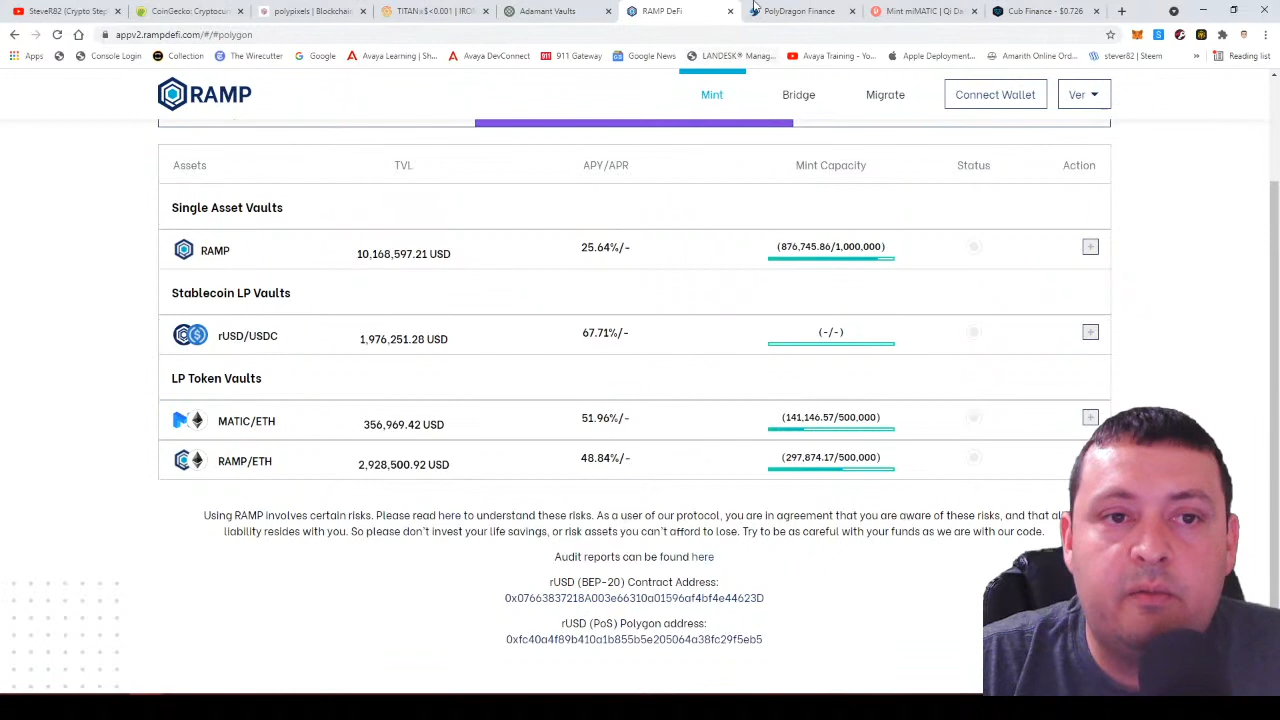 SteveR82 (Crypto Step
CoinGecko: Cryptocurr
polypixels | Blockchain
TITAN:$<0.001 | IRON
Adamant Vaults
RAMP DeFi
PolyDragon Finance
Mint miMATIC | Qi Da
Cub Finance - $0.726
appv2.rampdefi.com/#/#polygon
Apps
Console Login
Collection
The Wirecutter
Avaya Learning | Sh...
Avaya DevConnect
911 Gateway
Google News
LANDESK® Manag...
Avaya Training - Yo...
Apple Deployment...
Amarith Online Ord...
stever82 | Steem
»
Reading list
RAMP
Mint
Bridge
Migrate
Connect Wallet
Ver
Assets
TVL
APY/APR
Mint Capacity
Status
Action
Single Asset Vaults
RAMP
10,168,597.21 USD
25.64%/-
(876,745.86/1,000,000)
Stablecoin LP Vaults
rUSD/USDC
1,976,251.28 USD
67.71%/-
(-/-)
LP Token Vaults
MATIC/ETH
356,969.42 USD
51.96%/-
(141,146.57/500,000)
RAMP/ETH
2,928,500.92 USD
48.84%/-
(297,874.17/500,000)
Using RAMP involves certain risks. Please read here to understand these risks. As a user of our protocol, you are in agreement that you are aware of these risks, and that al
liability resides with you. So please don't invest your life savings, or risk assets you can't afford to lose. Try to be as careful with your funds as we are with our code.
Audit reports can be found here
rUSD (BEP-20) Contract Address:
0x07663837218A003e66310a01596af4bf4e44623D
rUSD (PoS) Polygon address:
0xfc40a4f89b410a1b855b5e205064a38fc29f5eb5